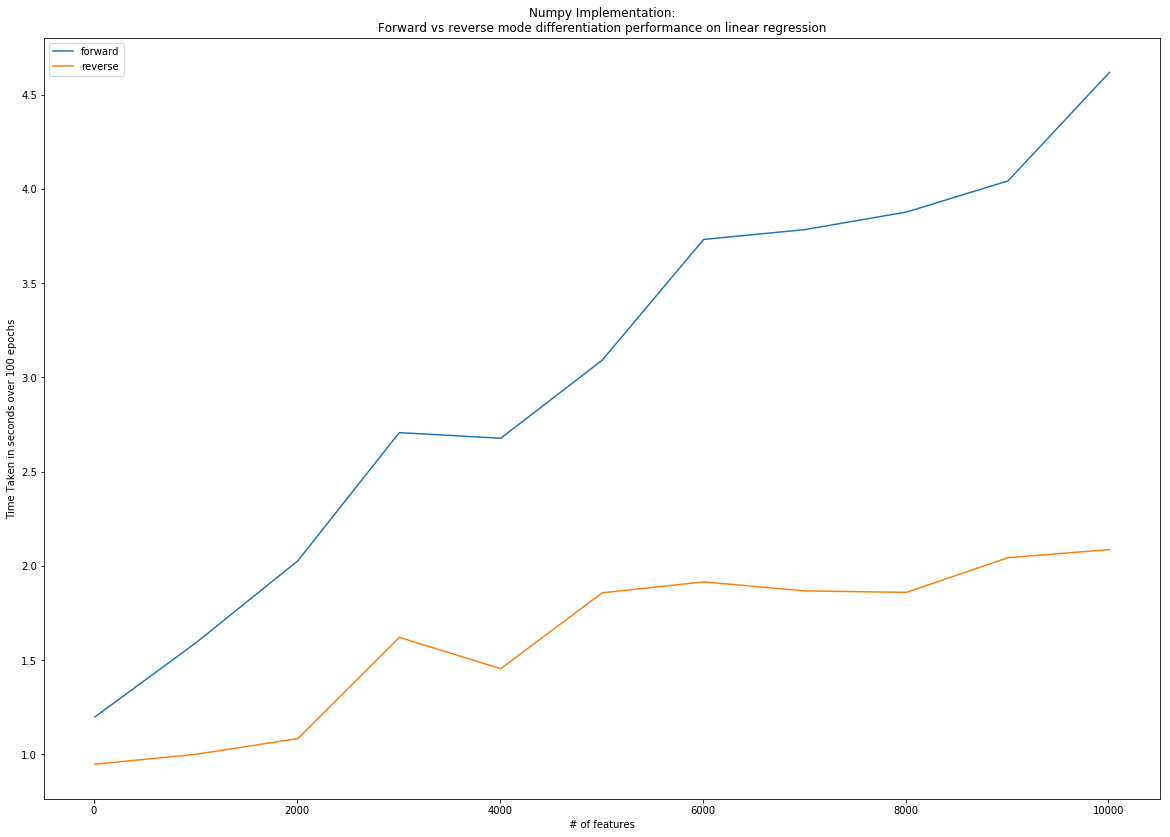 Numpy Implementation:
Forward vs reverse mode differentiation performance on linear regression
forward
reverse
4.5
4.0
3.5
3.0
2.5
2.0
1.5
1.0
Time Taken in seconds over 100 epochs
0 2000 4000 6000 8000 10000
# of features